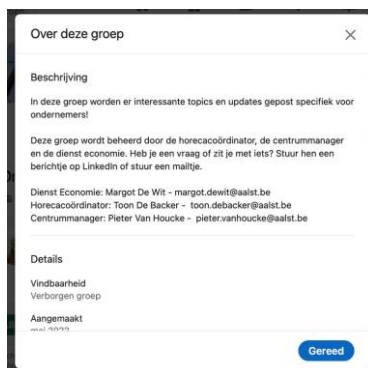 Over deze groep
Beschrijving
In deze groep worden er interessante topics en updates gepost specifiek voor
ondernemers!
Deze groep wordt beheerd door de horecacoördinator, de centrummanager
en de dienst economie. Heb je een vraag of zit je met iets? Stuur hen een
berichtje op LinkedIn of stuur een mailtje.
Dienst Economie: Margot De Wit - margot.dewit@aalst.be
Horecacoördinator: Toon De Backer - toon.debacker@aalst.be
Centrummanager: Pieter Van Houcke - pieter.vanhoucke@aalst.be
Details
Vindbaarheid
Verborgen groep
Aangemaakt
mei 2022
Gereed